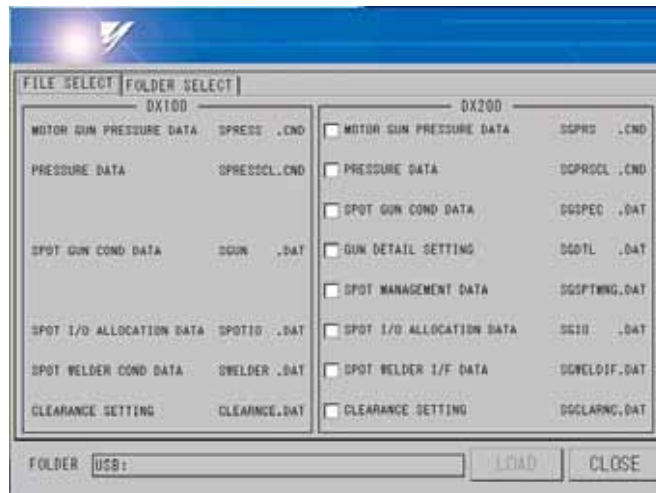 FILE SELECT FOLDER SELECT
DX100 DX200
MOTOR GUN PRESSURE DATA SPRESS .CND MOTOR GUN PRESSURE DATA SGPRS .CND
PRESSURE DATA SPRESSCL.CND PRESSURE DATA SGPRSCL .CND
SPOT GUN COND DATA SGSPEC .DAT
SPOT GUN COND DATA SGUN .DAT GUN DETAIL SETTING SGDTL .DAT
SPOT MANAGEMENT DATA SGSPTMNG.DAT
SPOT I/O ALLOCATION DATA SPOTIO .DAT SPOT I/O ALLOCATION DATA SGIO .DAT
SPOT WELDER COND DATA SWELDER .DAT SPOT WELDER I/F DATA SGWELDIF.DAT
CLEARANCE SETTING CLEARNCE.DAT CLEARANCE SETTING SGCLARNC.DAT
FOLDER USB: LOAD CLOSE